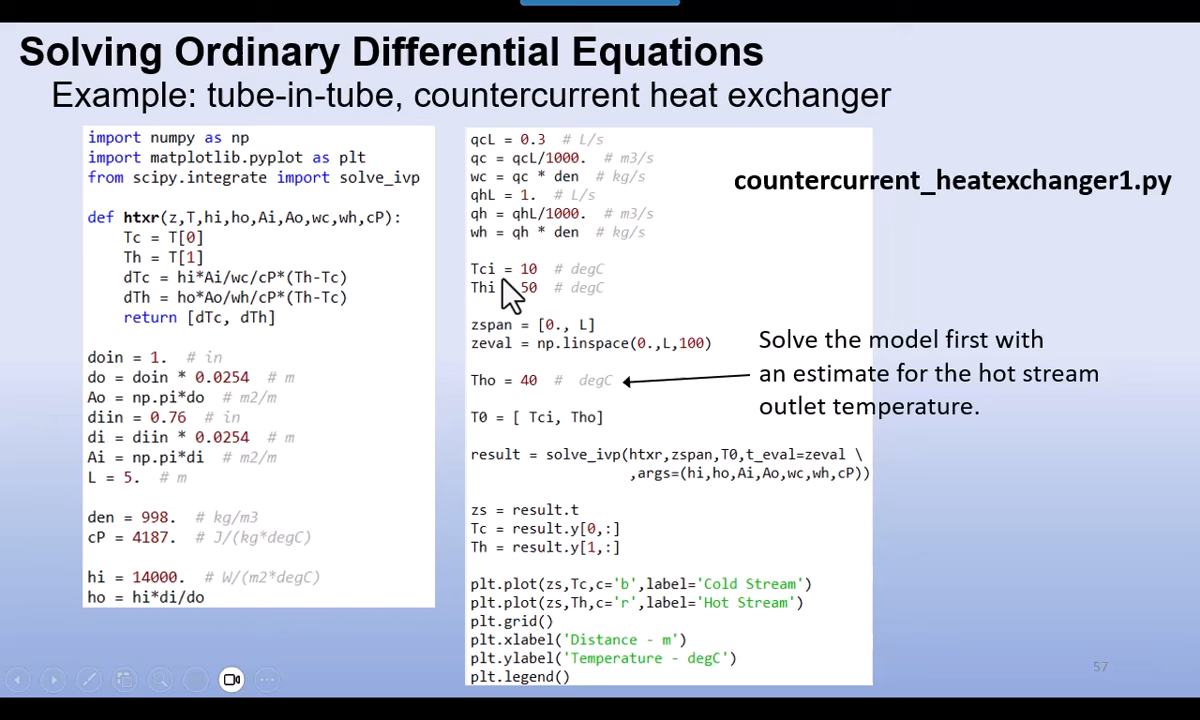 Solving Ordinary Differential Equations
Example: tube-in-tube, countercurrent heat exchanger
import numpy as np
import matplotlib.pyplot as plt
from scipy.integrate import solve_ivp
def htxr(z,T,hi,ho,Ai,Ao,wc,wh,cP):
    Tc = T[0]
    Th = T[1]
    dTc = hi*Ai/wc/cP*(Th-Tc)
    dTh = ho*Ao/wh/cP*(Th-Tc)
    return [dTc, dTh]
doin = 1.  # in
do = doin * 0.0254  # m
Ao = np.pi*do  # m2/m
diin = 0.76  # in
di = diin * 0.0254  # m
Ai = np.pi*di  # m2/m
L = 5.  # m
den = 998.  # kg/m3
cP = 4187.  # J/(kg*degC)
hi = 14000.  # W/(m2*degC)
ho = hi*di/do
qcL = 0.3  # L/s
qc = qcL/1000.  # m3/s
wc = qc * den  # kg/s
qhL = 1.  # L/s
qh = qhL/1000.  # m3/s
wh = qh * den  # kg/s
Tci = 10  # degC
Thi 50  # degC
zspan = [0., L]
zeval = np.linspace(0.,L,100)
Tho = 40  #  degC
T0 = [ Tci, Tho]
result = solve_ivp(htxr,zspan,T0,t_eval=zeval \
,args=(hi,ho,Ai,Ao,wc,wh,cP))
zs = result.t
Tc = result.y[0,:]
Th = result.y[1,:]
plt.plot(zs,Tc,c='b',label='Cold Stream')
plt.plot(zs,Th,c='r',label='Hot Stream')
plt.grid()
plt.xlabel('Distance - m')
plt.ylabel('Temperature - degC')
plt.legend()
countercurrent_heatexchanger1.py
Solve the model first with
an estimate for the hot stream
outlet temperature.
57